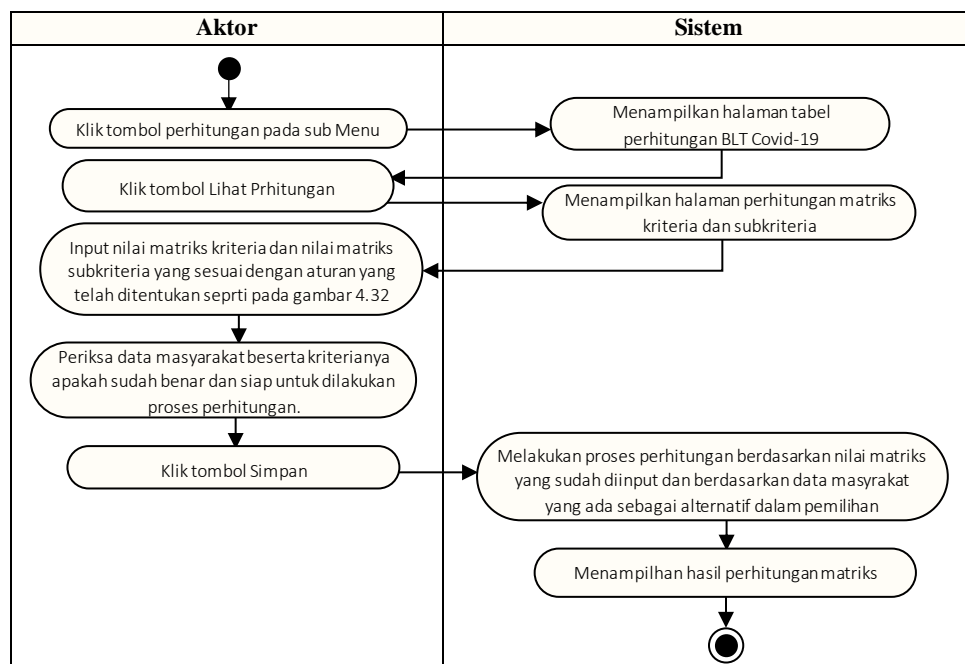 Aktor
Sistem
Klik tombol perhitungan pada sub Menu
Menampilkan halaman tabel
perhitungan BLT Covid-19
Klik tombol Lihat Prhitungan
Menampilkan halaman perhitungan matriks
kriteria dan subkriteria
Input nilai matriks kriteria dan nilai matriks
subkriteria yang sesuai dengan aturan yang
telah ditentukan seprti pada gambar 4.32
Periksa data masyarakat beserta kriterianya
apakah sudah benar dan siap untuk dilakukan
proses perhitungan.
Klik tombol Simpan
Melakukan proses perhitungan berdasarkan nilai matriks
yang sudah diinput dan berdasarkan data masyrakat
yang ada sebagai alternatif dalam pemilihan
Menampilhan hasil perhitungan matriks